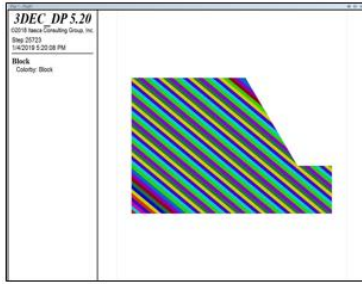 3DEC_DP 5.20
©2018 Itasca Consulting Group, Inc.
Step 25723
1/4/2019 5:20:08 PM
Block
Colorby: Block